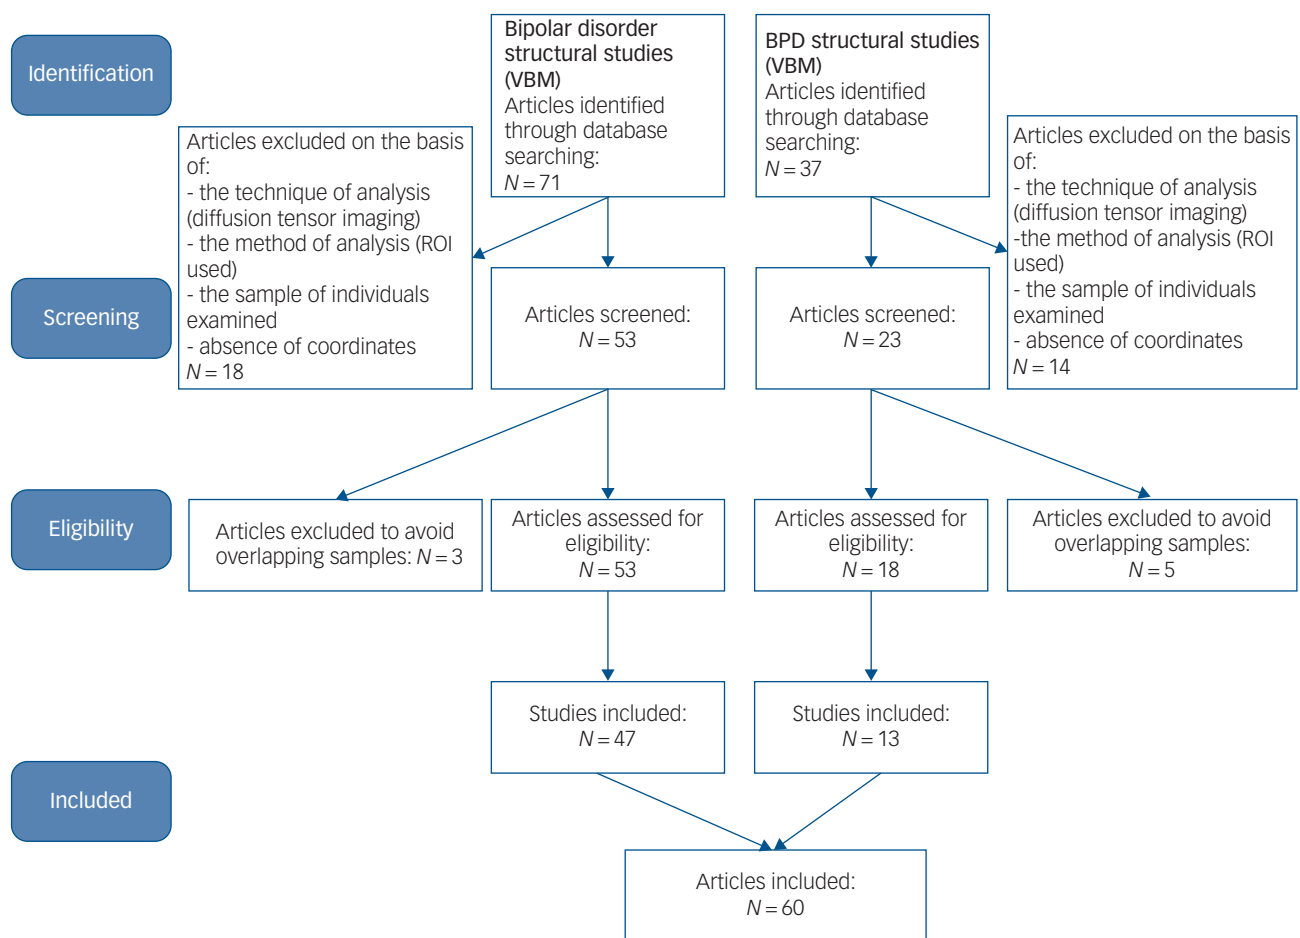 Identification
Bipolar disorder
structural studies
(VBM)
Articles identified
through database
searching:
N = 71
BPD structural studies
(VBM)
Articles identified
through database
searching:
N = 37
Articles excluded on the basis
of:
- the technique of analysis
(diffusion tensor imaging)
- the method of analysis (ROI
used)
- the sample of individuals
examined
- absence of coordinates
N = 18
Articles excluded on the basis
of:
- the technique of analysis
(diffusion tensor imaging)
-the method of analysis (ROI
used)
- the sample of individuals
examined
- absence of coordinates
N = 14
Screening
Articles screened:
N = 53
Articles screened:
N = 23
Eligibility
Articles excluded to avoid
overlapping samples: N = 3
Articles assessed for
eligibility:
N = 53
Articles assessed for
eligibility:
N = 18
Articles excluded to avoid
overlapping samples:
N = 5
Studies included:
N = 47
Studies included:
N = 13
Included
Articles included:
N = 60